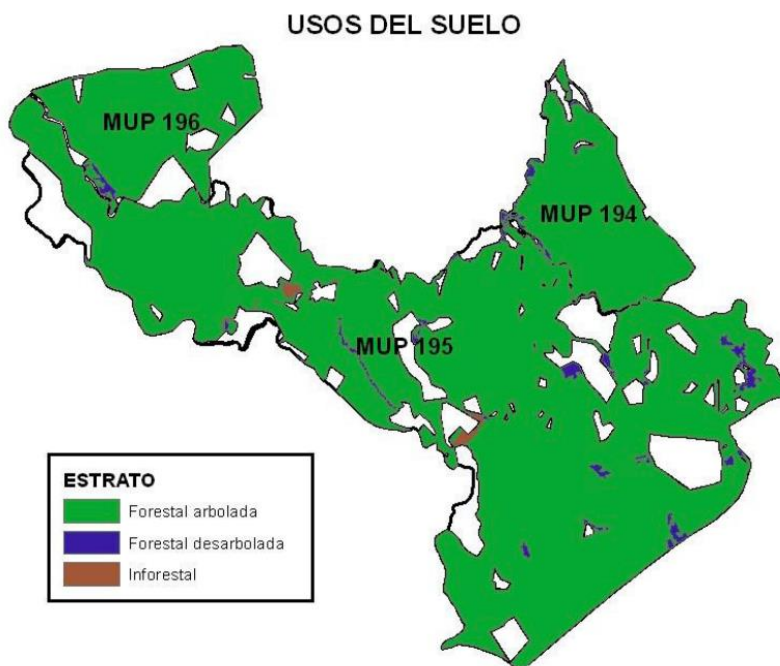 USOS DEL SUELO
MUP 196
MUP 194
MUP 195
ESTRATO
Forestal arbolada
Forestal desarbolada
Inforestal